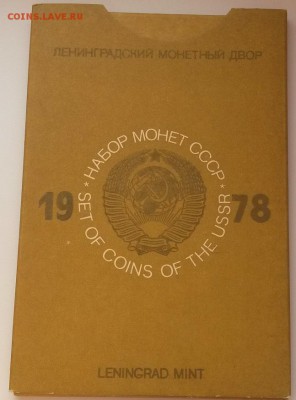 COINS.LAVE.RU
ЛЕНИНГРАДСКИЙ МОНЕТНЫЙ ДВОР
* НАБОР МОНЕТ СССР *
19 78
SET OF COINS OF THE USSR
LENINGRAD MINT